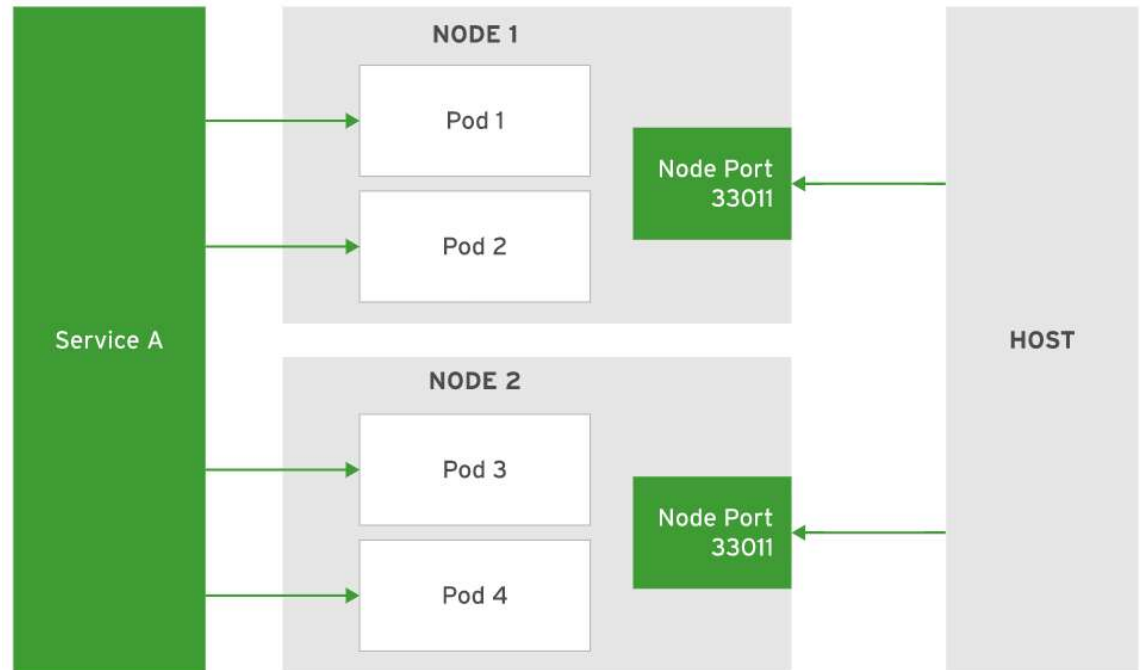 NODE 1
Pod 1
Node Port
33011
Pod 2
Service A
HOST
NODE 2
Pod 3
Node Port
33011
Pod 4